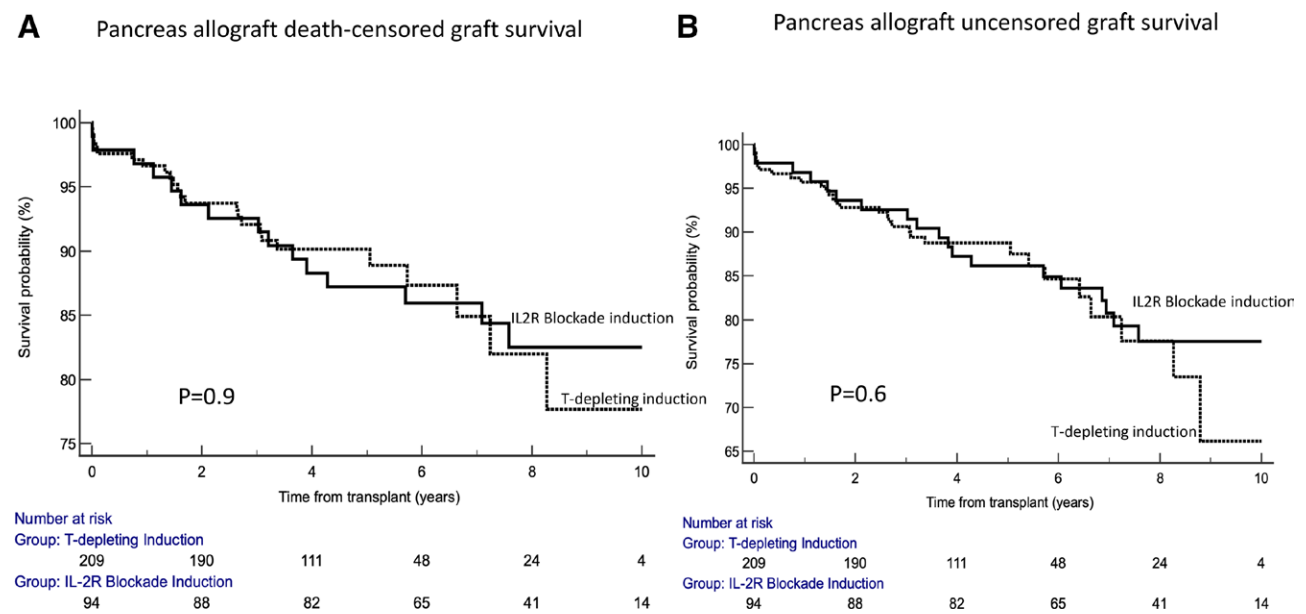 A
Pancreas allograft death-censored graft survival
100
95
90
85
80
75
Survival probability (%)
IL2R Blockade induction
T-depleting induction
P=0.9
0 2 4 6 8 10
Time from transplant (years)
Number at risk
Group: T-depleting Induction
209 190 111 48 24 4
Group: IL-2R Blockade Induction
94 88 82 65 41 14
B
Pancreas allograft uncensored graft survival
100
95
90
85
80
75
70
65
Survival probability (%)
IL2R Blockade induction
P=0.6
T-depleting induction
0 2 4 6 8 10
Time from transplant (years)
Number at risk
Group: T-depleting Induction
209 190 111 48 24 4
Group: IL-2R Blockade Induction
94 88 82 65 41 14